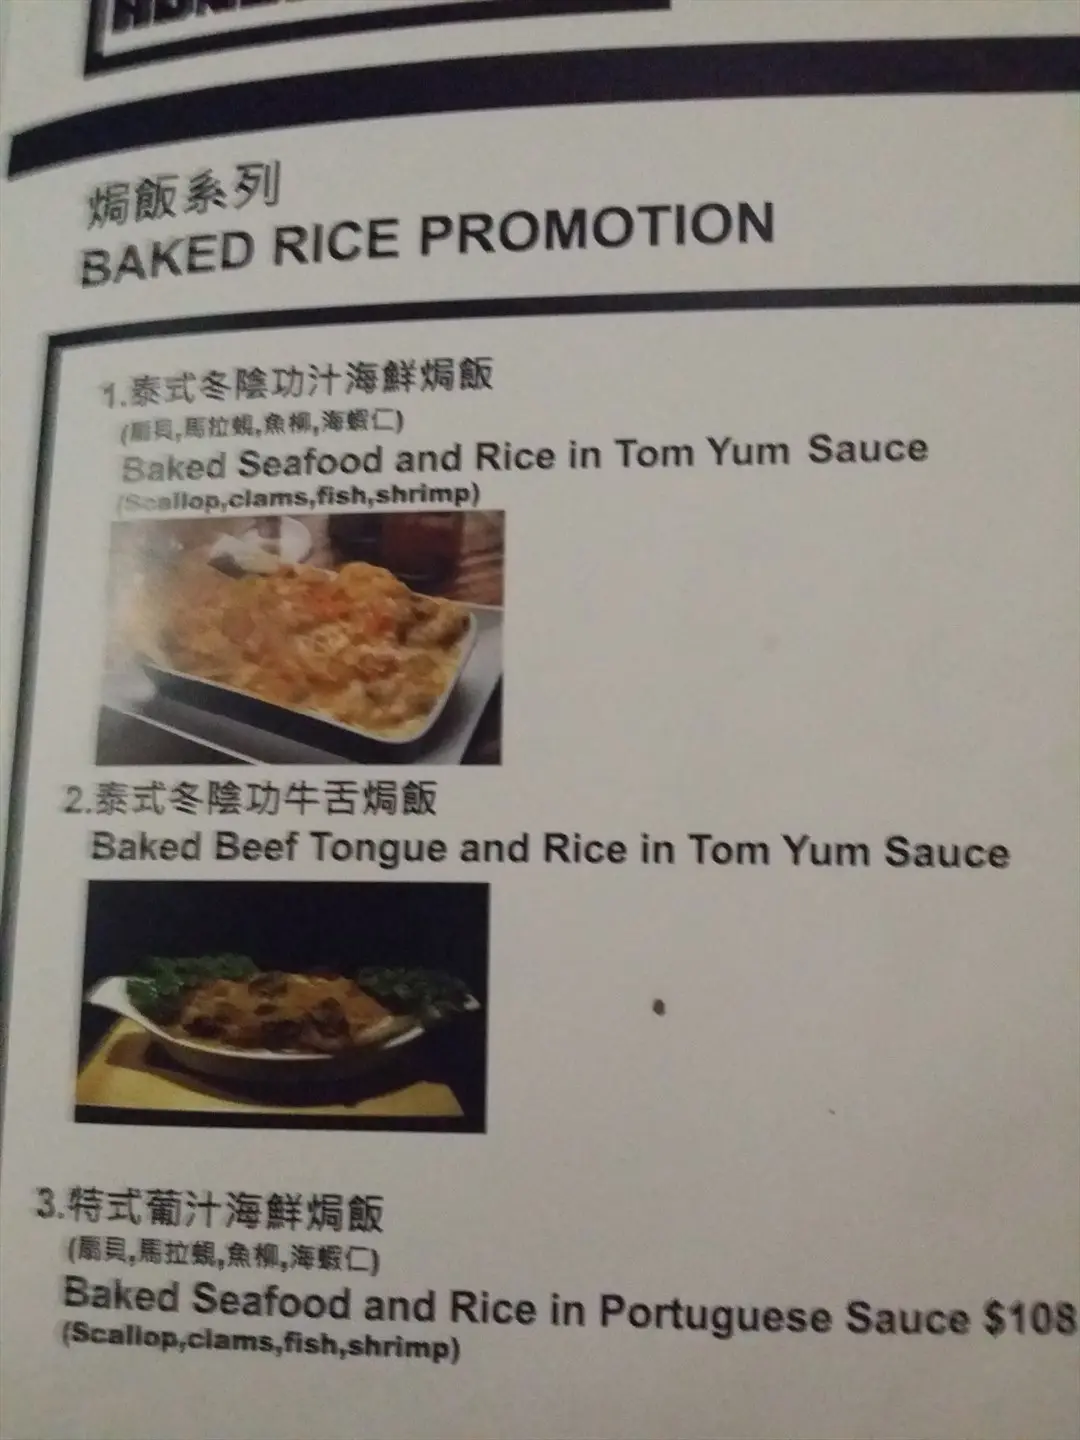 焗飯系列
BAKED RICE PROMOTION
1.泰式冬陰功汁海鮮焗飯
(扇貝,馬拉蜆,魚柳,海蝦仁)
Baked Seafood and Rice in Tom Yum Sauce
(Scallop,clams,fish,shrimp)
2.泰式冬陰功牛舌焗飯
Baked Beef Tongue and Rice in Tom Yum Sauce
3.特式葡汁海鮮焗飯
(扇貝,馬拉蜆,魚柳,海蝦仁)
Baked Seafood and Rice in Portuguese Sauce $108
(Scallop,clams,fish,shrimp)